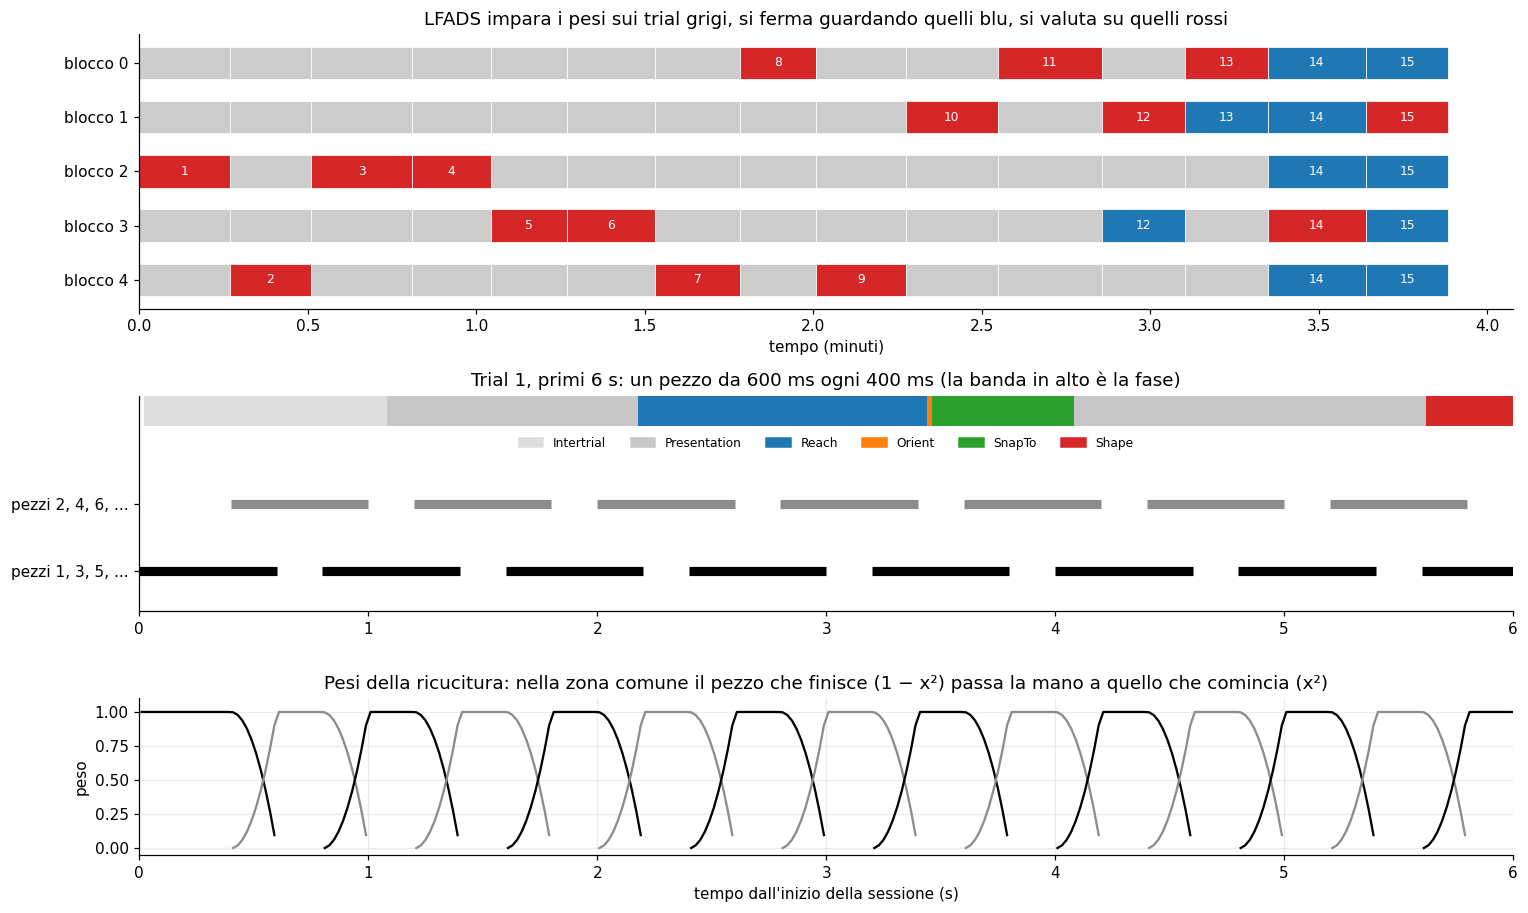 LFADS impara i pesi sui trial grigi, si ferma guardando quelli blu, si valuta su quelli rossi
blocco 0 8 11 13 14 15
blocco 1 10 12 13 14 15
blocco 2 1 3 4 14 15
blocco 3 5 6 12 14 15
blocco 4 2 7 9 14 15
0.0 0.5 1.0 1.5 2.0 2.5 3.0 3.5 4.0
tempo (minuti)
Trial 1, primi 6 s: un pezzo da 600 ms ogni 400 ms (la banda in alto è la fase)
Intertrial Presentation Reach Orient SnapTo Shape
pezzi 2, 4, 6, ...
pezzi 1, 3, 5, ...
0 1 2 3 4 5 6
Pesi della ricucitura: nella zona comune il pezzo che finisce (1 − x²) passa la mano a quello che comincia (x²)
peso
1.00
0.75
0.50
0.25
0.00
0 1 2 3 4 5 6
tempo dall'inizio della sessione (s)